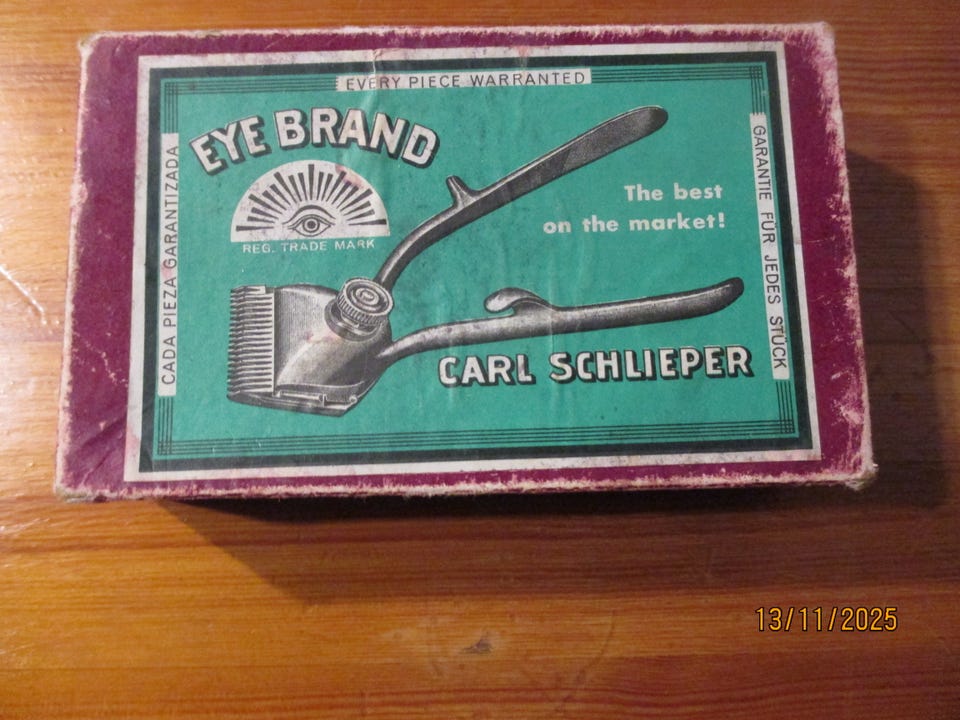 EVERY PIECE WARRANTED
EYE BRAND
REG. TRADE MARK
CADA PIEZA GARANTIZADA
The best
on the market!
GARANTIE FÜR JEDES STÜCK
CARL SCHLIEPER
13/11/2025